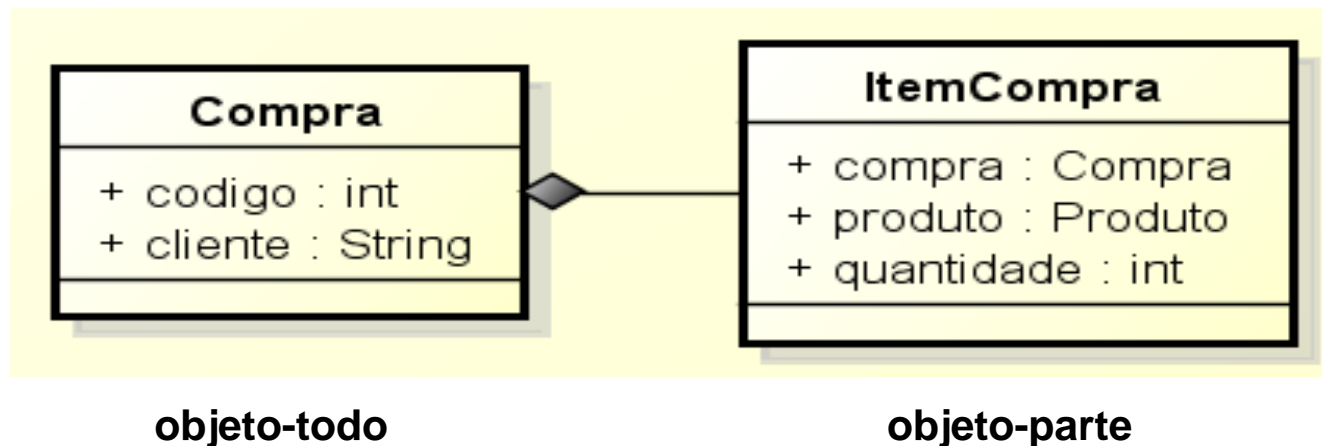 Compra
+ codigo : int
+ cliente : String
ItemCompra
+ compra : Compra
+ produto : Produto
+ quantidade : int
objeto-todo
objeto-parte